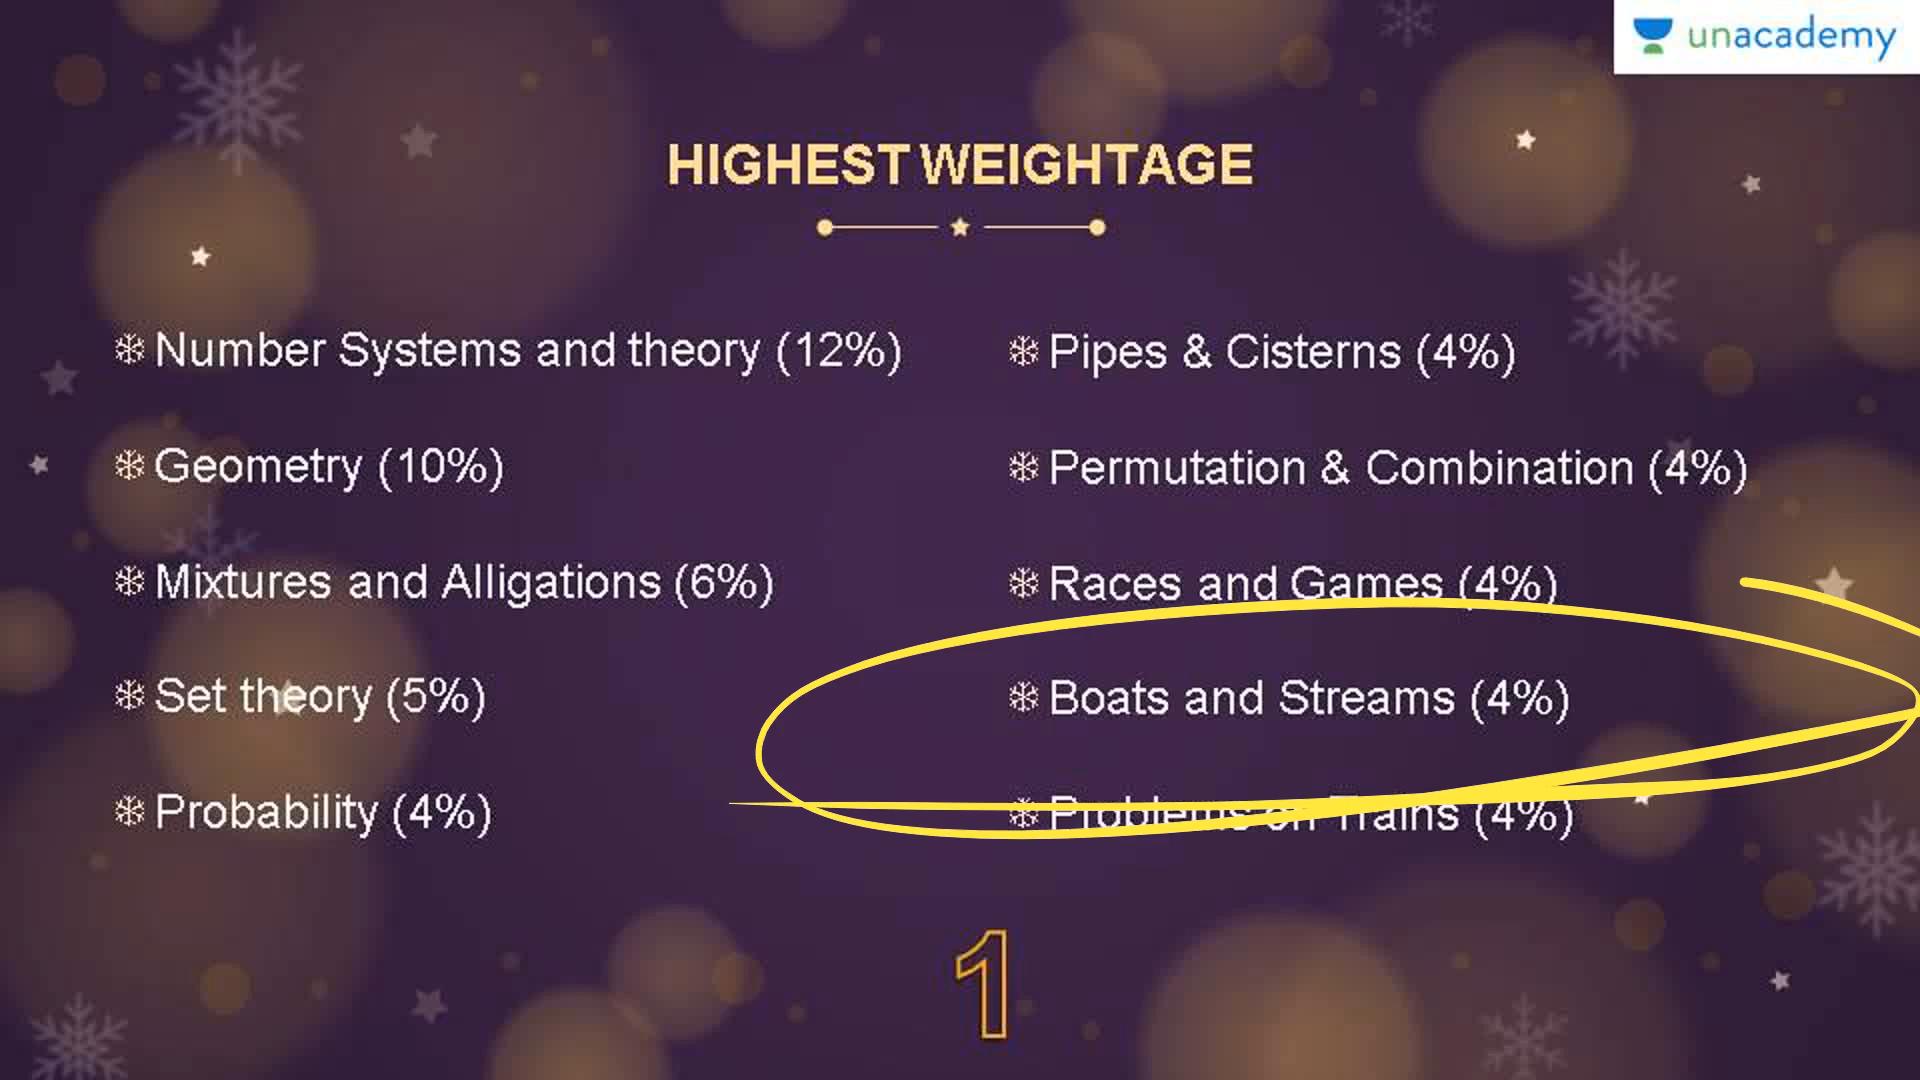 unacademy
HIGHEST WEIGHTAGE
Number Systems and theory (12%)
Geometry (10%)
Mixtures and Alligations (6%)
Set theory (5%)
Probability (4%)
Pipes & Cisterns (4%)
Permutation & Combination (4%)
Races and Games (4%)
Boats and Streams (4%)
Problems on Trains (4%)
1